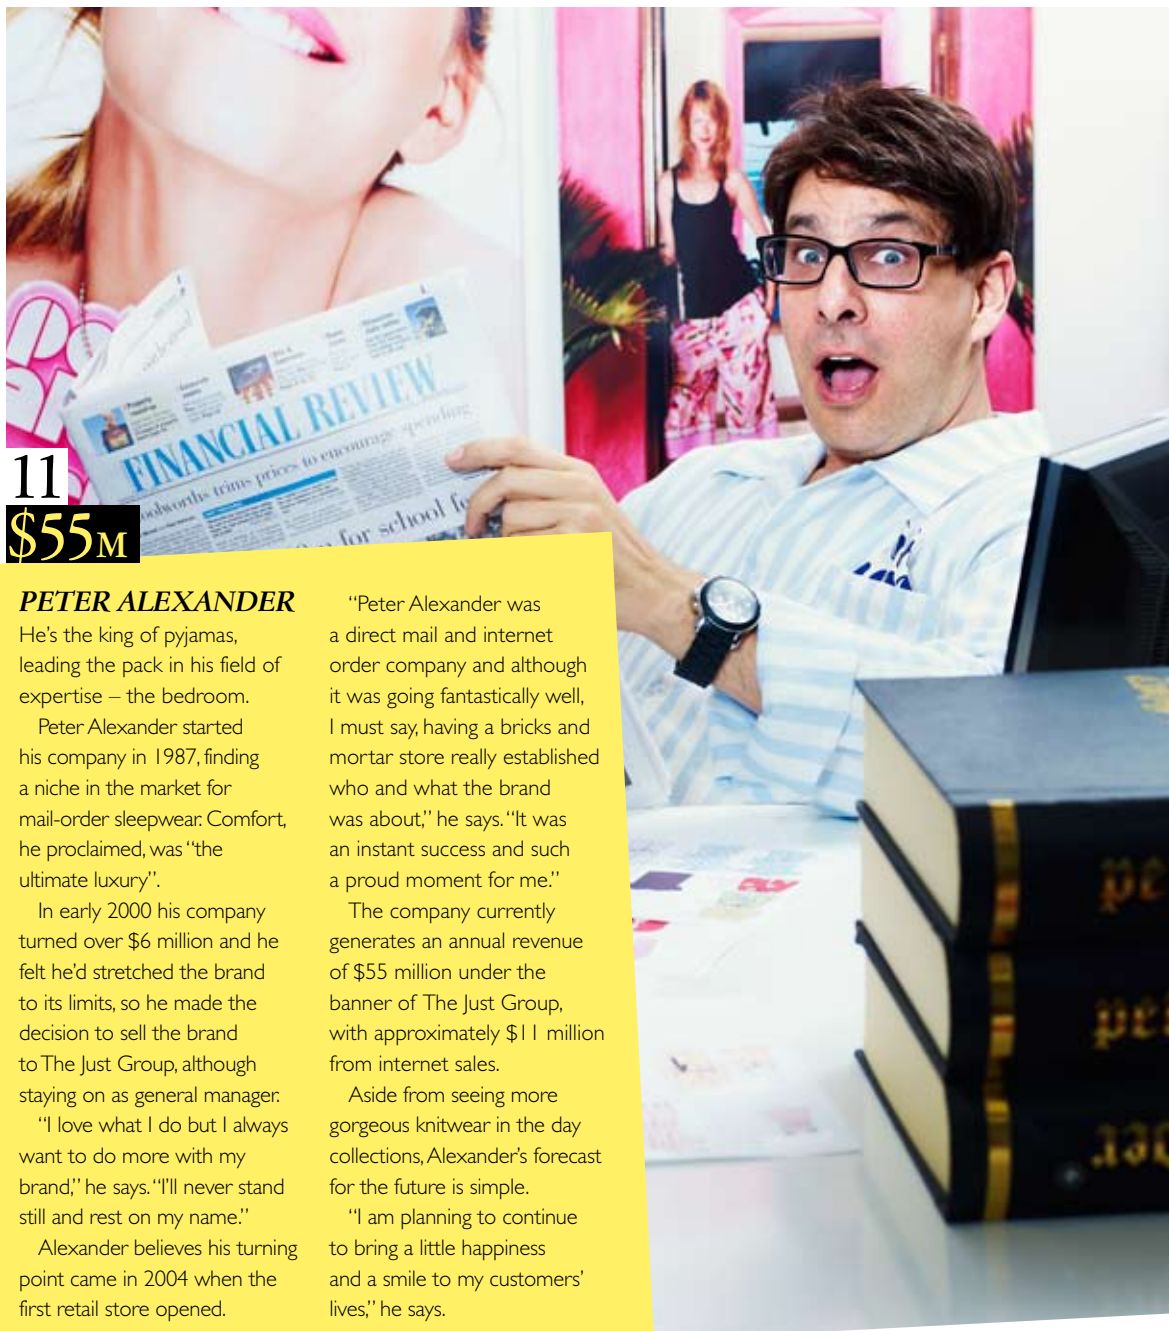 FINANCIAL REVIEW
trims prices to encourage spending
for school
11
$55M
PETER ALEXANDER
He’s the king of pyjamas,
leading the pack in his field of
expertise – the bedroom.
Peter Alexander started
his company in 1987, finding
a niche in the market for
mail-order sleepwear. Comfort,
he proclaimed, was “the
ultimate luxury”.
In early 2000 his company
turned over $6 million and he
felt he’d stretched the brand
to its limits, so he made the
decision to sell the brand
to The Just Group, although
staying on as general manager.
“I love what I do but I always
want to do more with my
brand,” he says. “I’ll never stand
still and rest on my name.”
Alexander believes his turning
point came in 2004 when the
first retail store opened.
“Peter Alexander was
a direct mail and internet
order company and although
it was going fantastically well,
I must say, having a bricks and
mortar store really established
who and what the brand
was about,” he says. “It was
an instant success and such
a proud moment for me.”
The company currently
generates an annual revenue
of $55 million under the
banner of The Just Group,
with approximately $11 million
from internet sales.
Aside from seeing more
gorgeous knitwear in the day
collections, Alexander’s forecast
for the future is simple.
“I am planning to continue
to bring a little happiness
and a smile to my customers’
lives,” he says.